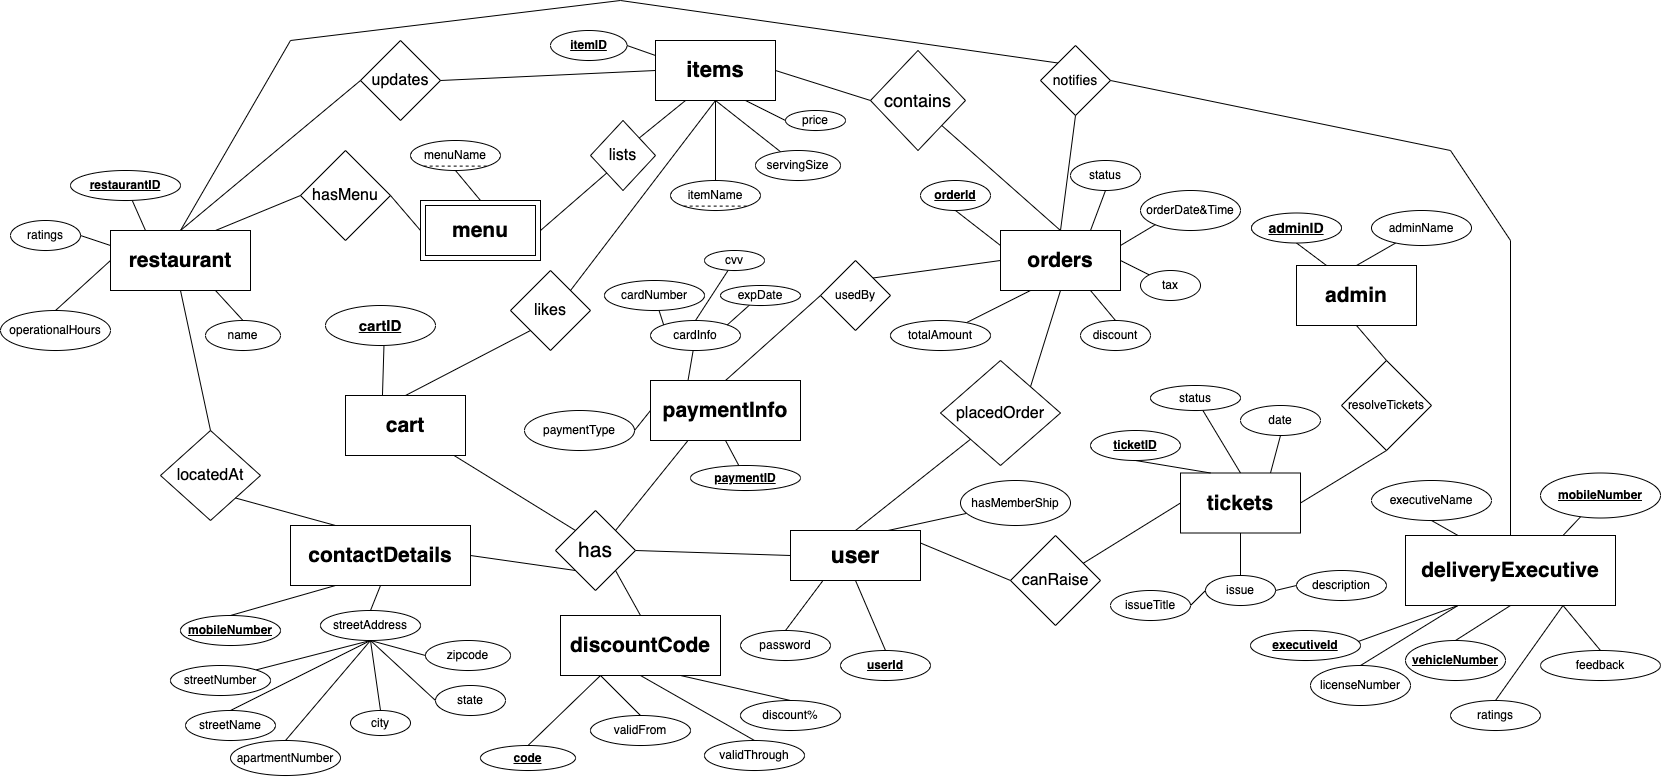 itemID
items
updates
notifies
contains
price
menuName
lists
servingSize
status
restaurantID
hasMenu
itemName
orderId
orderDate&Time
ratings
menu
adminID
adminName
restaurant
orders
cvv
tax
cardNumber
expDate
usedBy
admin
likes
operationalHours
name
cartID
cardInfo
totalAmount
discount
paymentInfo
placedOrder
status
resolveTickets
cart
paymentType
date
ticketID
locatedAt
paymentID
hasMemberShip
tickets
executiveName
mobileNumber
contactDetails
has
user
canRaise
deliveryExecutive
issue
description
issueTitle
mobileNumber
streetAddress
discountCode
password
userId
executiveId
vehicleNumber
feedback
zipcode
streetNumber
licenseNumber
state
streetName
city
validFrom
discount%
ratings
apartmentNumber
code
validThrough